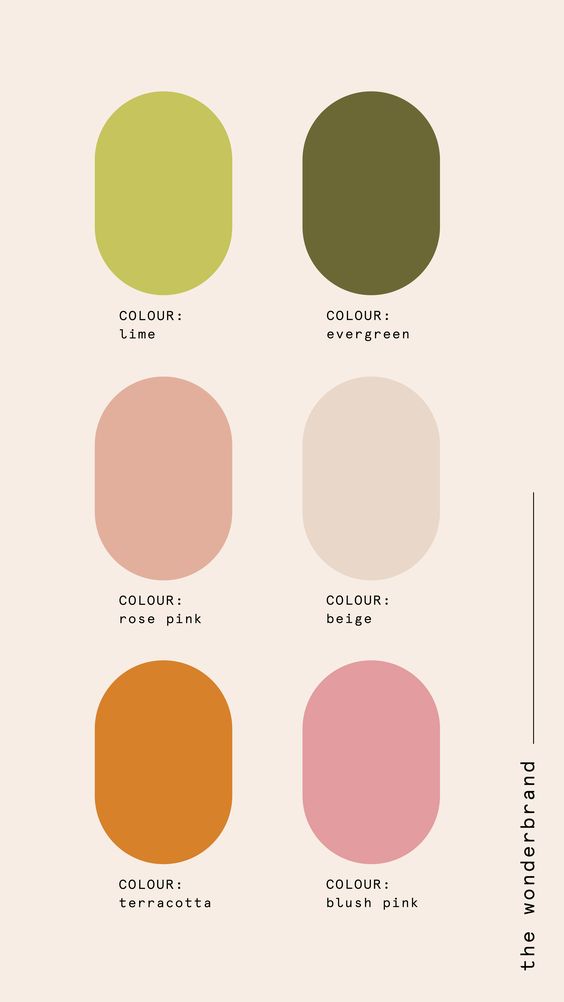 COLOUR:
lime
COLOUR:
evergreen
COLOUR:
rose pink
COLOUR:
beige
COLOUR:
terracotta
COLOUR:
blush pink
the wonderbrand